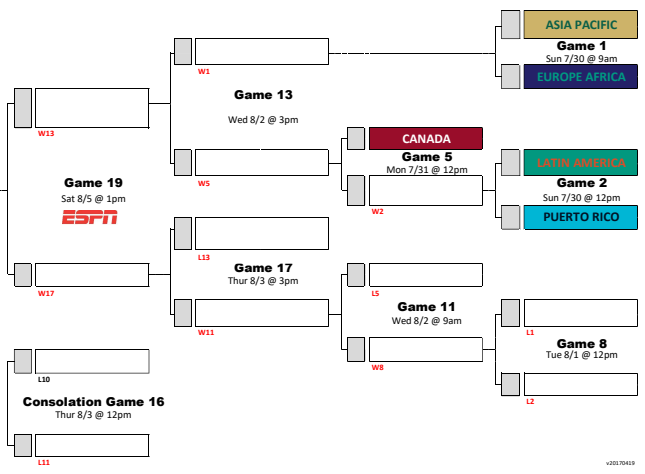 ASIA PACIFIC
Game 1
Sun 7/30 @ 9am
EUROPE AFRICA
W1
Game 13
Wed 8/2 @ 3pm
W13
CANADA
Game 5
Mon 7/31 @ 12pm
W5
W2
LATIN AMERICA
Game 2
Sun 7/30 @ 12pm
PUERTO RICO
Game 19
Sat 8/5 @ 1pm
ESPN
L13
Game 17
Thur 8/3 @ 3pm
W17
W11
L5
Game 11
Wed 8/2 @ 9am
W8
L1
Game 8
Tue 8/1 @ 12pm
L2
L10
Consolation Game 16
Thur 8/3 @ 12pm
L11
v20170419